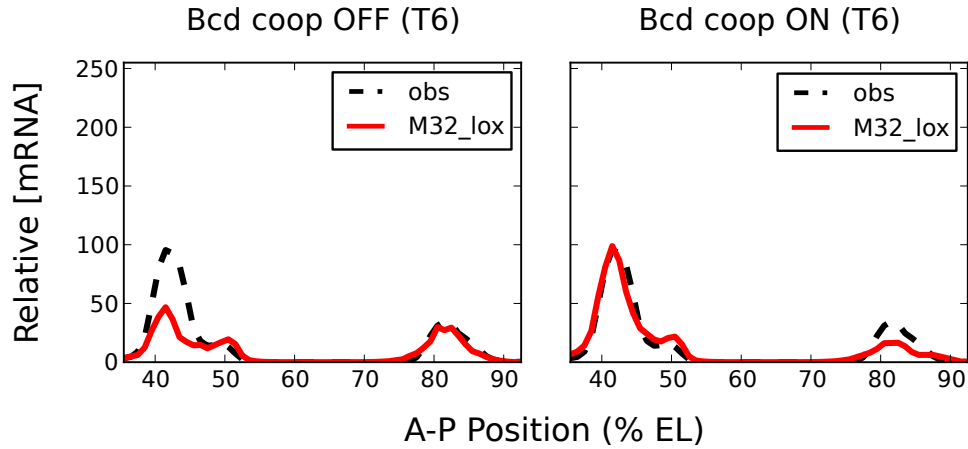 Bcd coop OFF (T6)
Bcd coop ON (T6)
Relative [mRNA]
250
200
150
100
50
0
obs
M32_lox
obs
M32_lox
40 50 60 70 80 90
40 50 60 70 80 90
A-P Position (% EL)